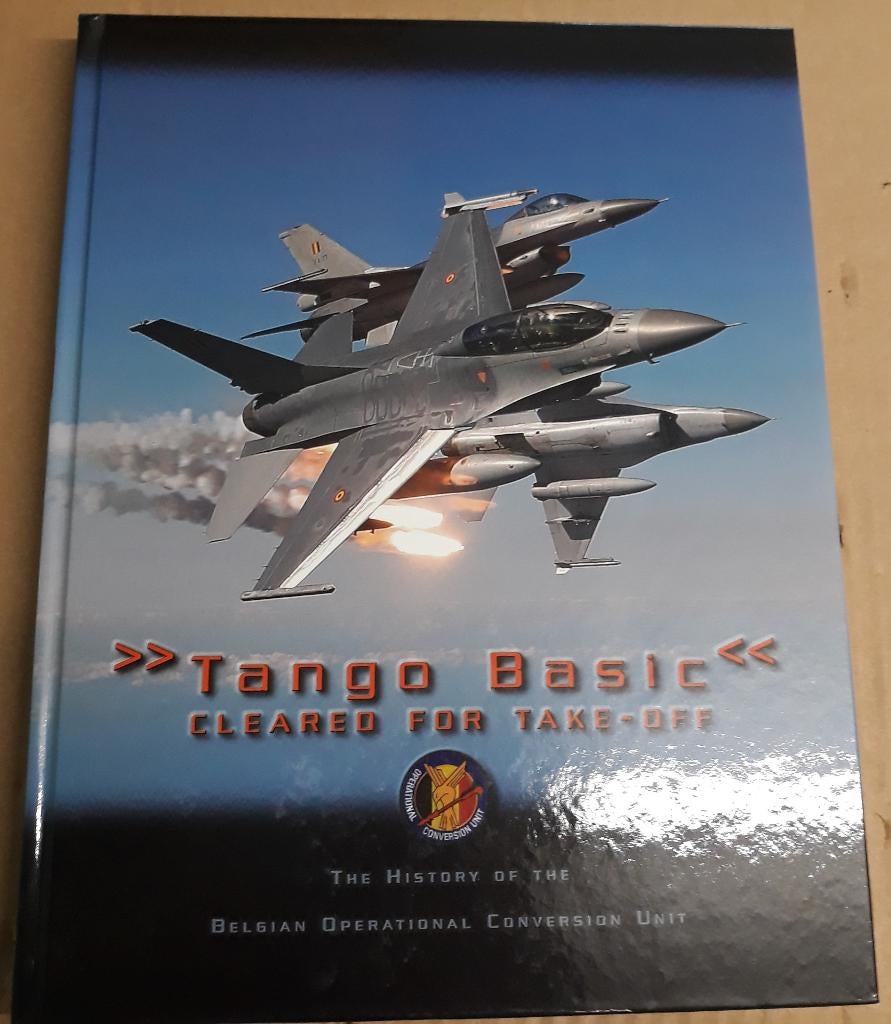 >>Tango Basic<<
CLEARED FOR TAKE-OFF
OPERATIONAL
CONVERSION UNIT
THE HISTORY OF THE
BELGIAN OPERATIONAL CONVERSION UNIT